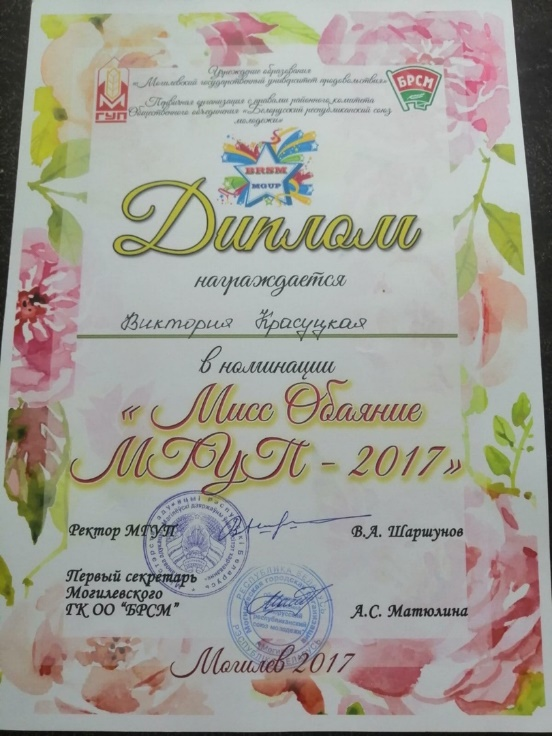 Учреждение образования
«Могилевский государственный университет продовольствия»
Первичная организация с правами районного комитета
Общественного объединения «Белорусский республиканский союз
молодежи»
МГУП
БРСМ
BRSM
MGUP
Диплом
награждается
Виктория Красуцкая
в номинации
« Мисс Обаяние
МГУП - 2017»
Ректор МГУП
В.А. Шаршунов
Первый секретарь
Могилевского
ГК ОО "БРСМ"
А.С. Матюлина
Могилев 2017